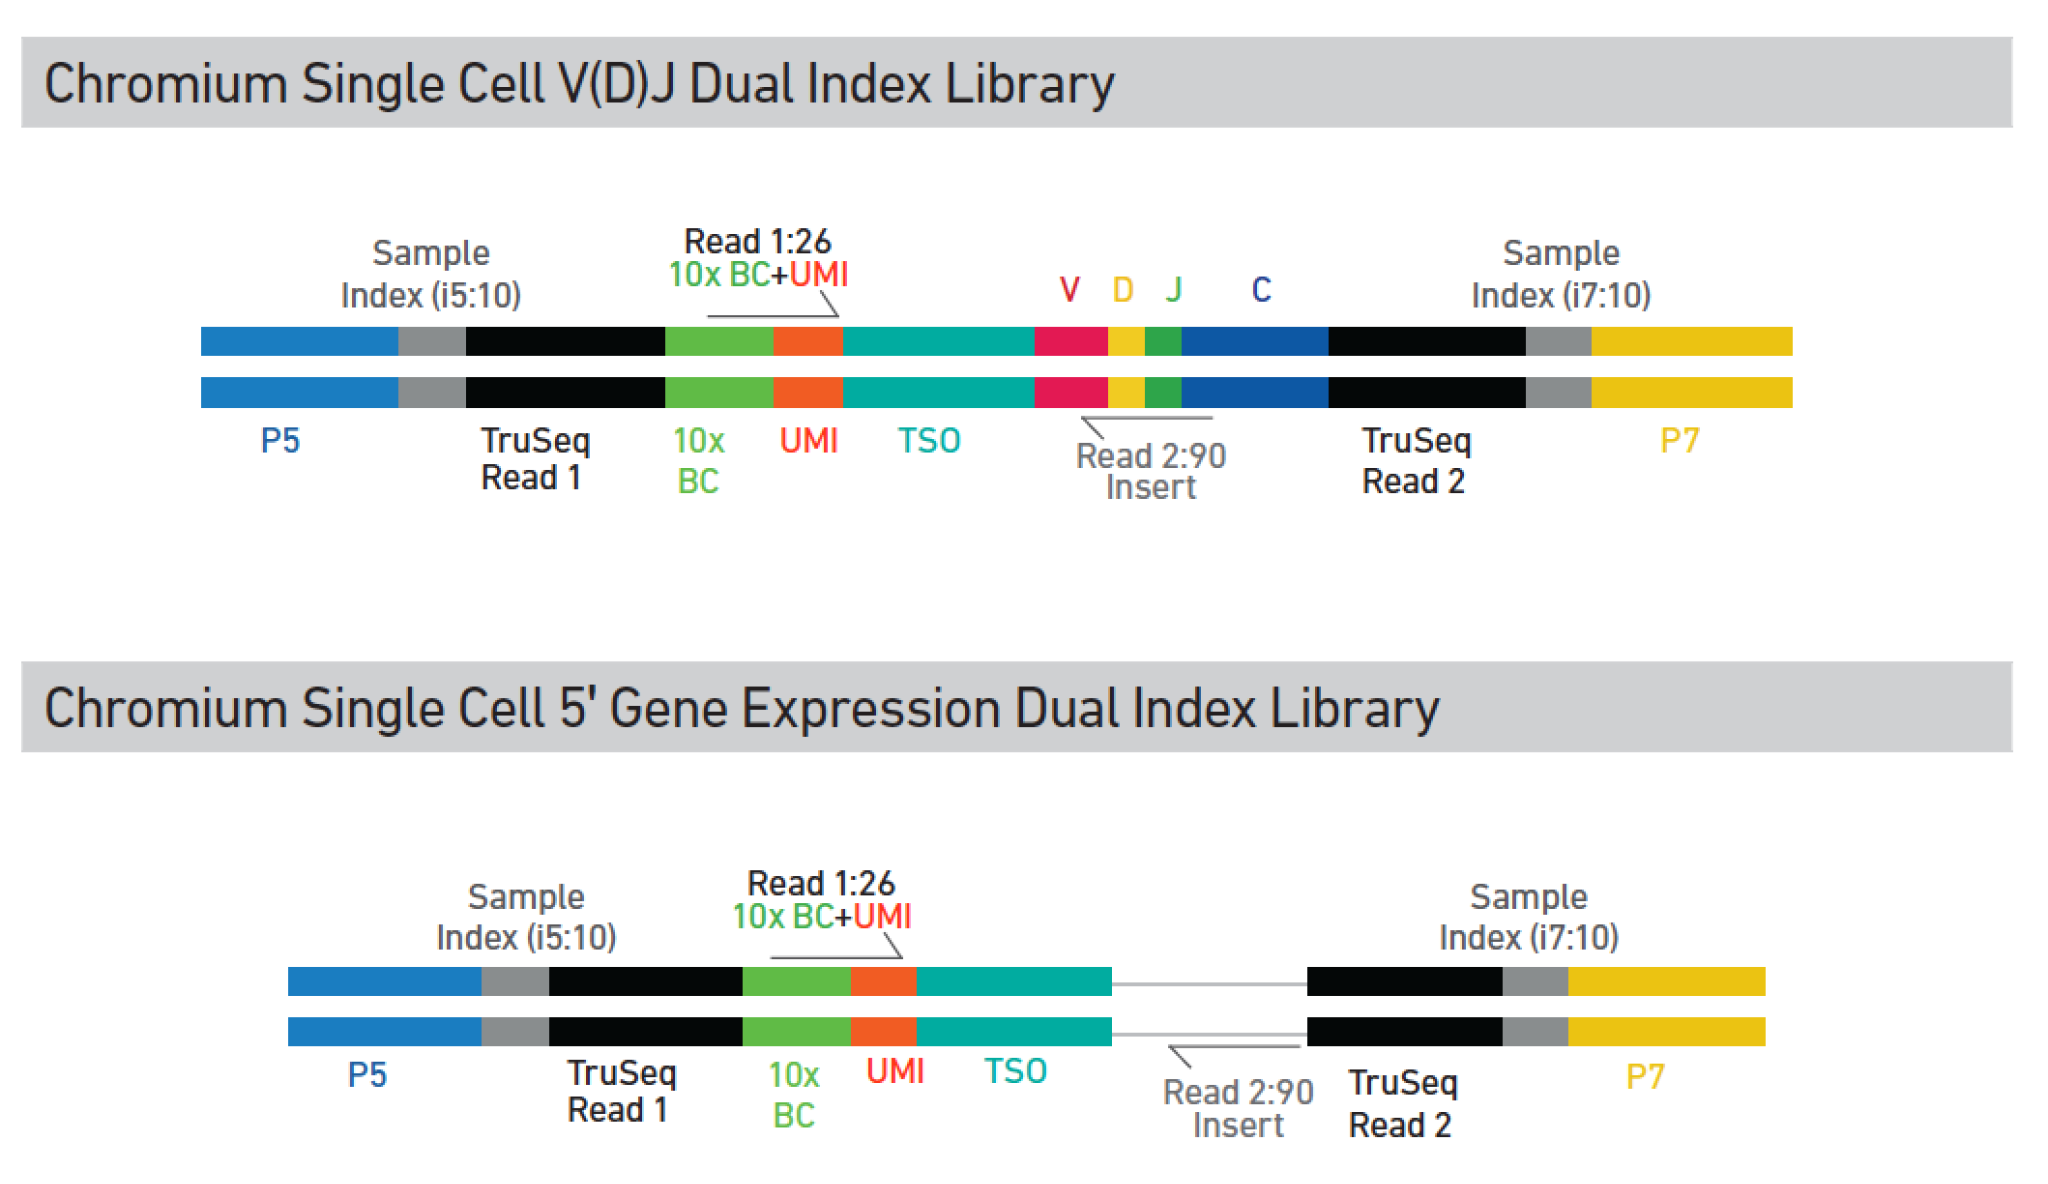 Chromium Single Cell V(D)J Dual Index Library
Sample
Index (i5:10)
Read 1:26
10x BC+UMI
V D J C
Sample
Index (i7:10)
P5
TruSeq
Read 1
10x
BC
UMI
TSO
Read 2:90
Insert
TruSeq
Read 2
P7
Chromium Single Cell 5' Gene Expression Dual Index Library
Sample
Index (i5:10)
Read 1:26
10x BC+UMI
Sample
Index (i7:10)
P5
TruSeq
Read 1
10x
BC
UMI
TSO
Read 2:90
Insert
TruSeq
Read 2
P7